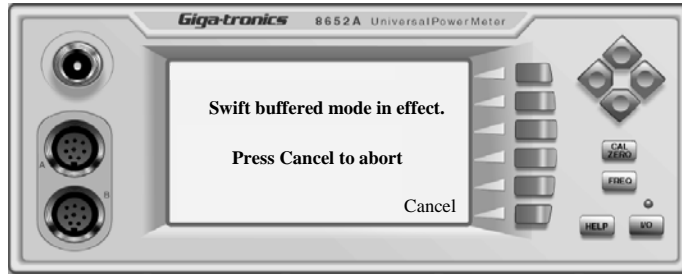 Giga-tronics 8652A Universal Power Meter
Swift buffered mode in effect.
Press Cancel to abort
Cancel
A
B
CAL
ZERO
FREQ
HELP
I/O